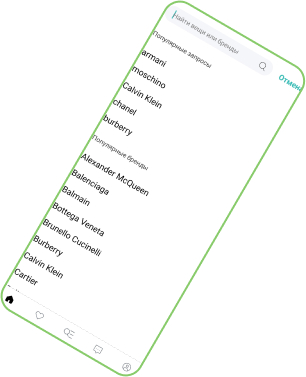 Найти вещи или бренды
Отмена
Популярные запросы
armani
moschino
Calvin Klein
chanel
burberry
Популярные бренды
Alexander McQueen
Balenciaga
Balmain
Bottega Veneta
Brunello Cucinelli
Burberry
Calvin Klein
Cartier